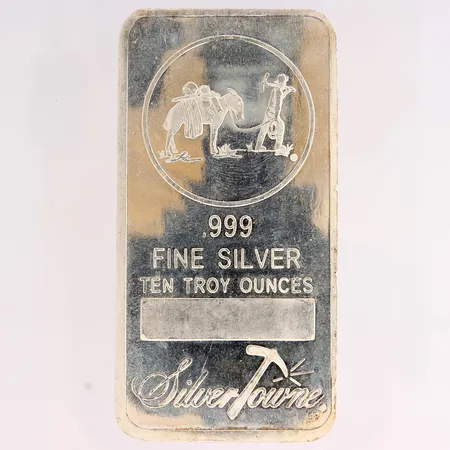 .999
FINE SILVER
TEN TROY OUNCES
SilverTowne